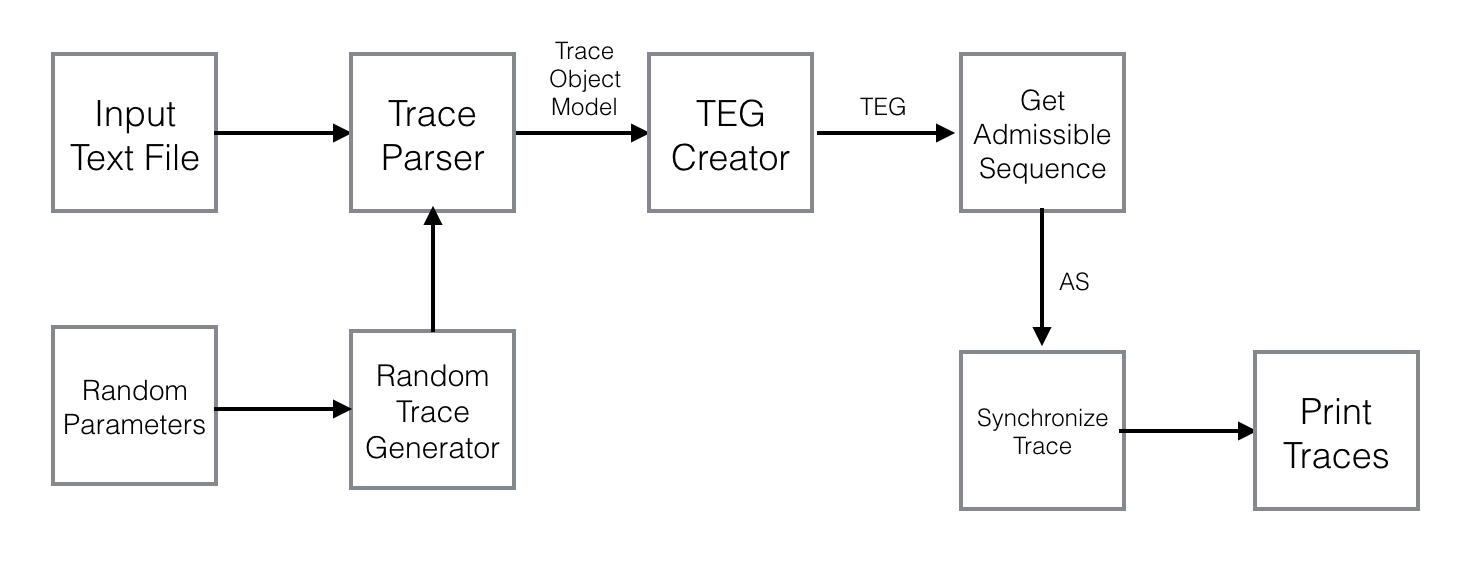 Input
Text File
Trace
Parser
Trace
Object
Model
TEG
Creator
TEG
Get
Admissible
Sequence
AS
Random
Parameters
Random
Trace
Generator
Synchronize
Trace
Print
Traces